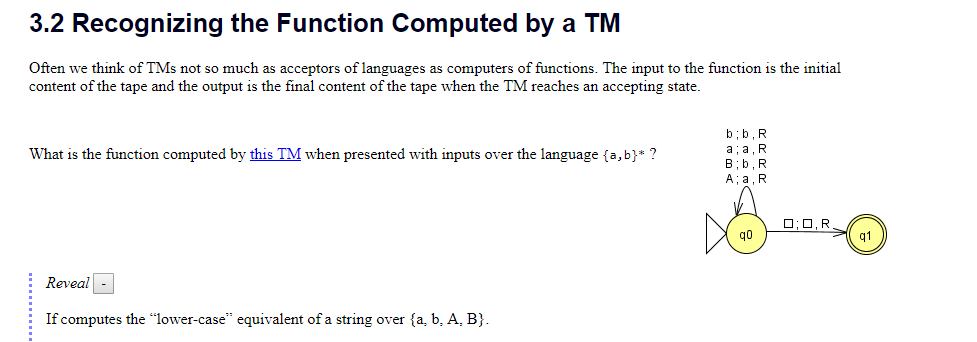 3.2 Recognizing the Function Computed by a TM
Often we think of TMs not so much as acceptors of languages as computers of functions. The input to the function is the initial
content of the tape and the output is the final content of the tape when the TM reaches an accepting state.
What is the function computed by this TM when presented with inputs over the language {a,b}* ?
b;b,R
a;a,R
B;b,R
A;a,R
□;□,R
q0
q1
Reveal -
If computes the “lower-case” equivalent of a string over {a, b, A, B}.